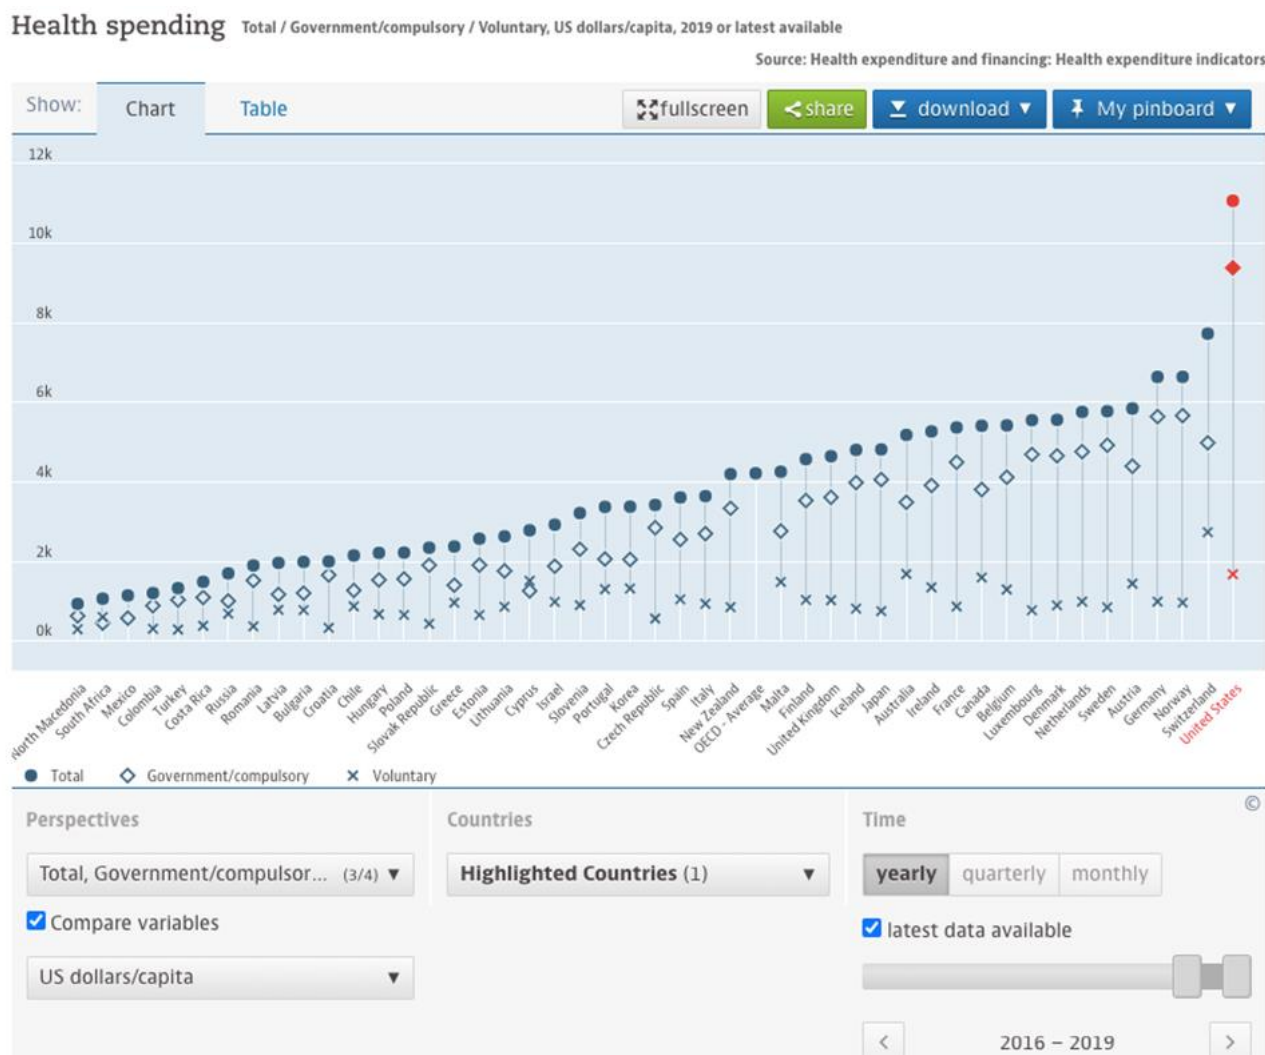 Health spending Total / Government/compulsory / Voluntary, US dollars/capita, 2019 or latest available
Source: Health expenditure and financing: Health expenditure indicators
Show: Chart Table fullscreen share download ▼ My pinboard ▼
12k
10k
8k
6k
4k
2k
0k
North Macedonia
South Africa
Mexico
Colombia
Turkey
Costa Rica
Russia
Romania
Latvia
Bulgaria
Croatia
Chile
Hungary
Poland
Slovak Republic
Greece
Estonia
Lithuania
Cyprus
Israel
Slovenia
Portugal
Korea
Czech Republic
Spain
Italy
New Zealand
OECD - Average
Malta
Finland
United Kingdom
Iceland
Japan
Australia
Ireland
France
Canada
Belgium
Luxembourg
Denmark
Netherlands
Sweden
Austria
Germany
Norway
Switzerland
United States
Total Government/compulsory Voluntary
©
Perspectives Countries Time
Total, Government/compulsor... (3/4) ▼ Highlighted Countries (1) ▼ yearly quarterly monthly
Compare variables latest data available
US dollars/capita ▼
< 2016 – 2019 >